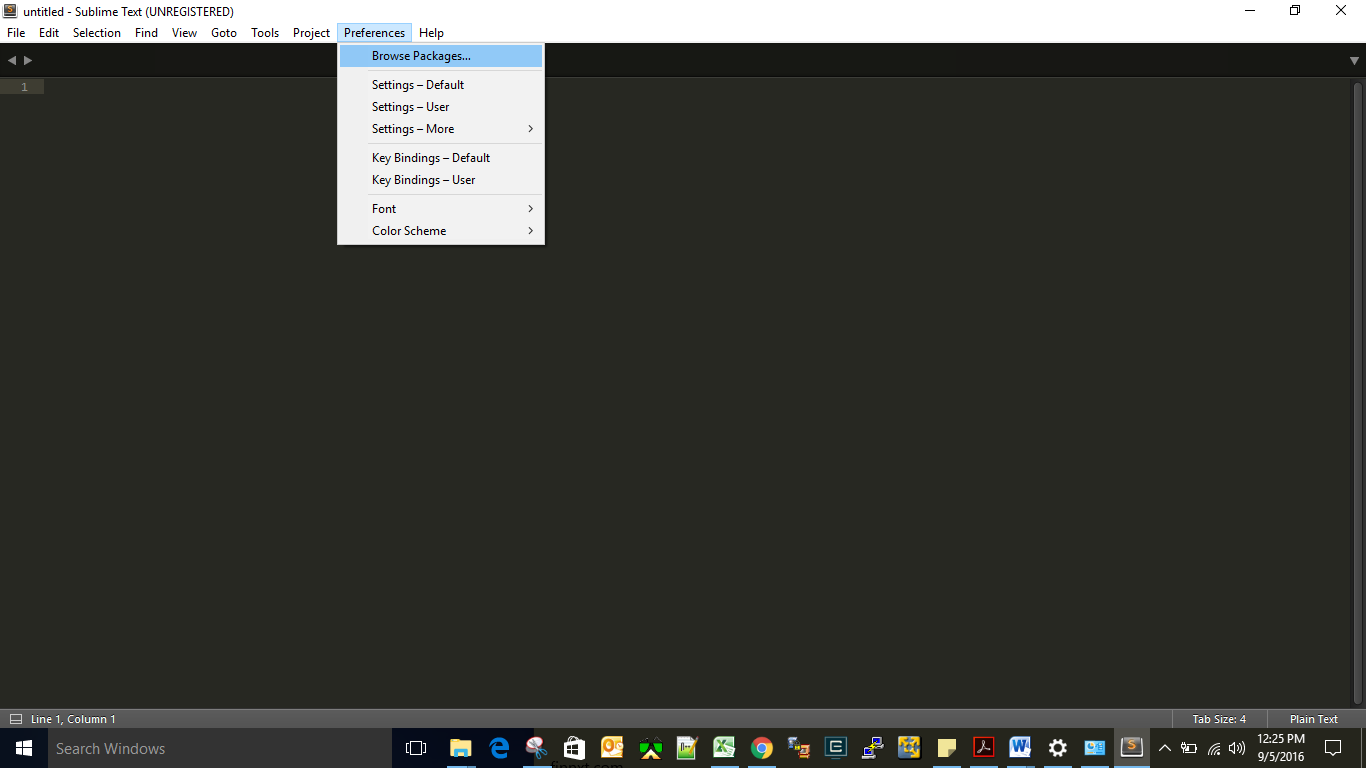 untitled - Sublime Text (UNREGISTERED)
File Edit Selection Find View Goto Tools Project Preferences Help
Browse Packages...
Settings – Default
Settings – User
Settings – More
Key Bindings – Default
Key Bindings – User
Font
Color Scheme
1
Line 1, Column 1 Tab Size: 4 Plain Text
Search Windows
12:25 PM
9/5/2016